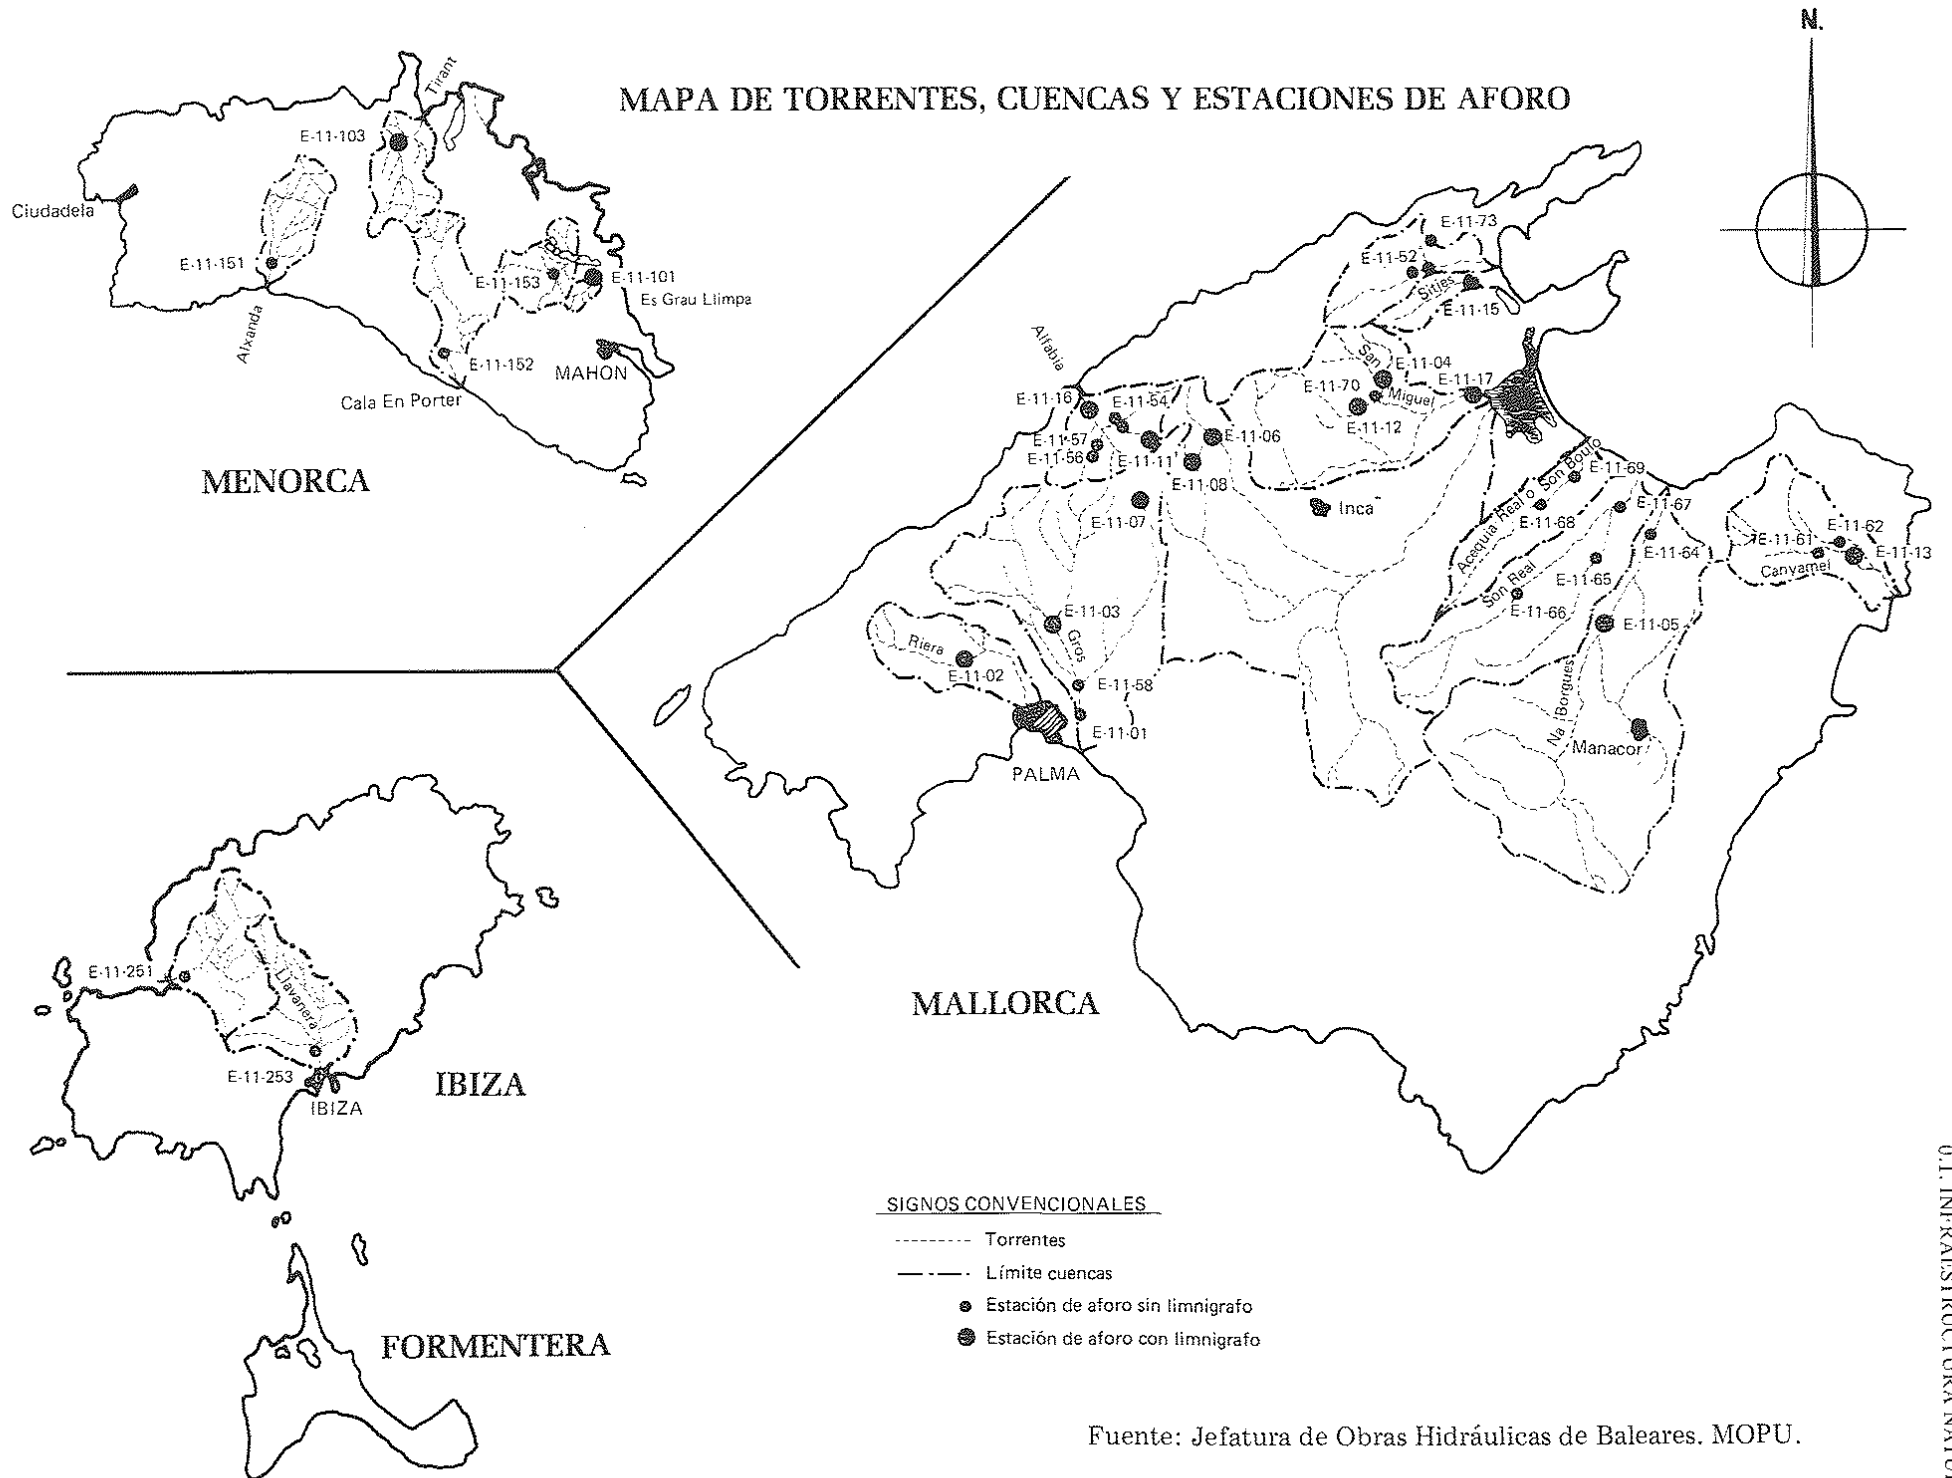 N.
MAPA DE TORRENTES, CUENCAS Y ESTACIONES DE AFORO
Tirant
E-11-103
Ciudadela
E-11-151
E-11-153
E-11-101
Es Grau Llimpa
Alxanda
E-11-152
MAHON
Cala En Porter
MENORCA
E-11-73
E-11-52
Sitjes
E-11-15
Alfabia
San Miguel
E-11-04
E-11-70
E-11-17
E-11-12
E-11-16
E-11-54
E-11-57
E-11-56
E-11-11
E-11-06
E-11-08
E-11-07
Inca
Acequia Real o Son Boulo
E-11-69
E-11-68
E-11-67
E-11-64
E-11-65
Son Real
E-11-66
E-11-62
E-11-61
E-11-13
Canyamel
E-11-03
Gros
Riera
E-11-02
E-11-58
E-11-01
PALMA
E-11-05
Na Borgues
Manacor
MALLORCA
E-11-251
Llavanera
E-11-253
IBIZA
IBIZA
FORMENTERA
SIGNOS CONVENCIONALES
Torrentes
Límite cuencas
Estación de aforo sin limnigrafo
Estación de aforo con limnigrafo
Fuente: Jefatura de Obras Hidráulicas de Baleares. MOPU.
0.1. INFRAESTRUCTURA